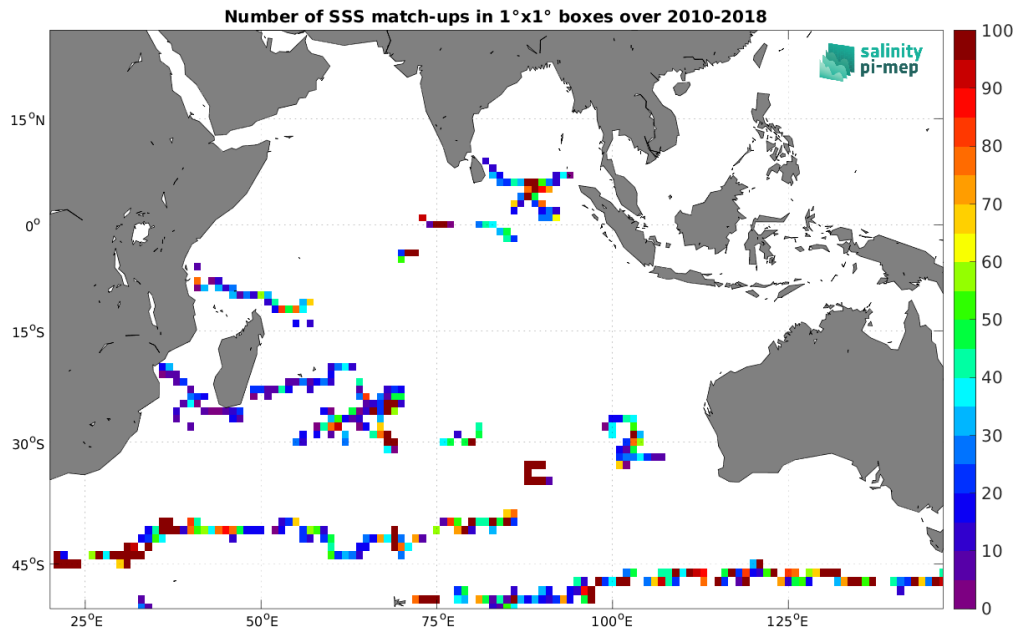 Number of SSS match-ups in 1°x1° boxes over 2010-2018
salinity
pi-mep
15°N
0°
15°S
30°S
45°S
25°E
50°E
75°E
100°E
125°E
100
90
80
70
60
50
40
30
20
10
0